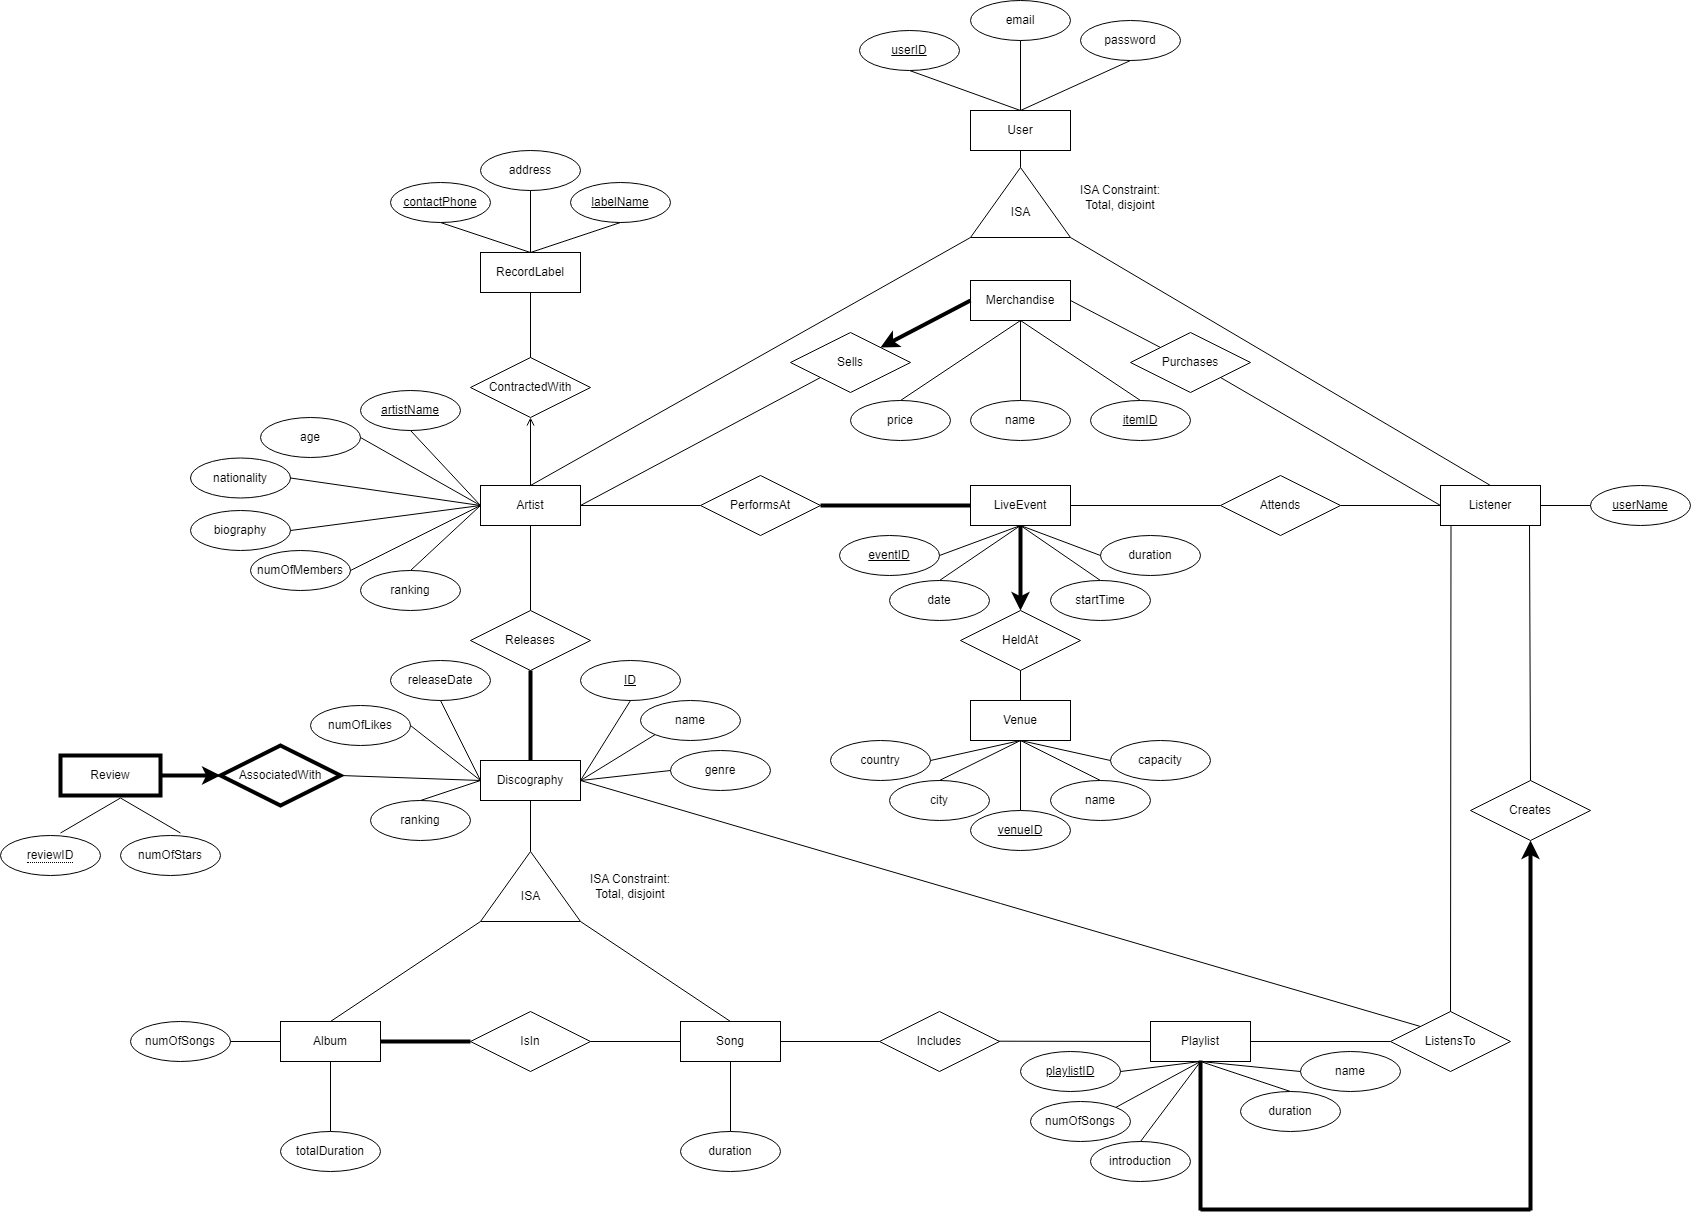 email
password
userID
User
ISA Constraint:
Total, disjoint
ISA
address
contactPhone
labelName
RecordLabel
Merchandise
Sells
Purchases
ContractedWith
artistName
price
name
itemID
age
nationality
Artist
PerformsAt
LiveEvent
Attends
Listener
userName
biography
eventID
duration
numOfMembers
ranking
date
startTime
Releases
HeldAt
releaseDate
ID
numOfLikes
name
Venue
Review
AssociatedWith
Discography
genre
country
capacity
ranking
city
name
venueID
Creates
reviewID
numOfStars
ISA Constraint:
Total, disjoint
ISA
numOfSongs
Album
IsIn
Song
Includes
Playlist
ListensTo
playlistID
name
numOfSongs
duration
totalDuration
duration
introduction